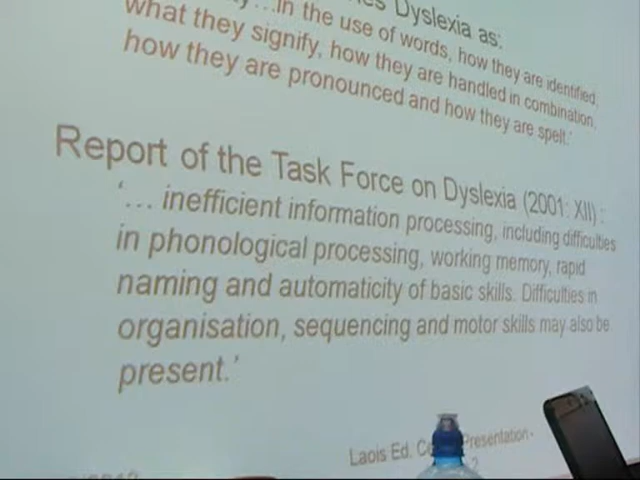 Dyslexia as:
in the use of words, how they are identified,
what they signify, how they are handled in combination,
how they are pronounced and how they are spelt.'
Report of the Task Force on Dyslexia (2001: XII) :
'... inefficient information processing, including difficulties
in phonological processing, working memory, rapid
naming and automaticity of basic skills. Difficulties in
organisation, sequencing and motor skills may also be
present.'
Laois Ed. Presentation-
2